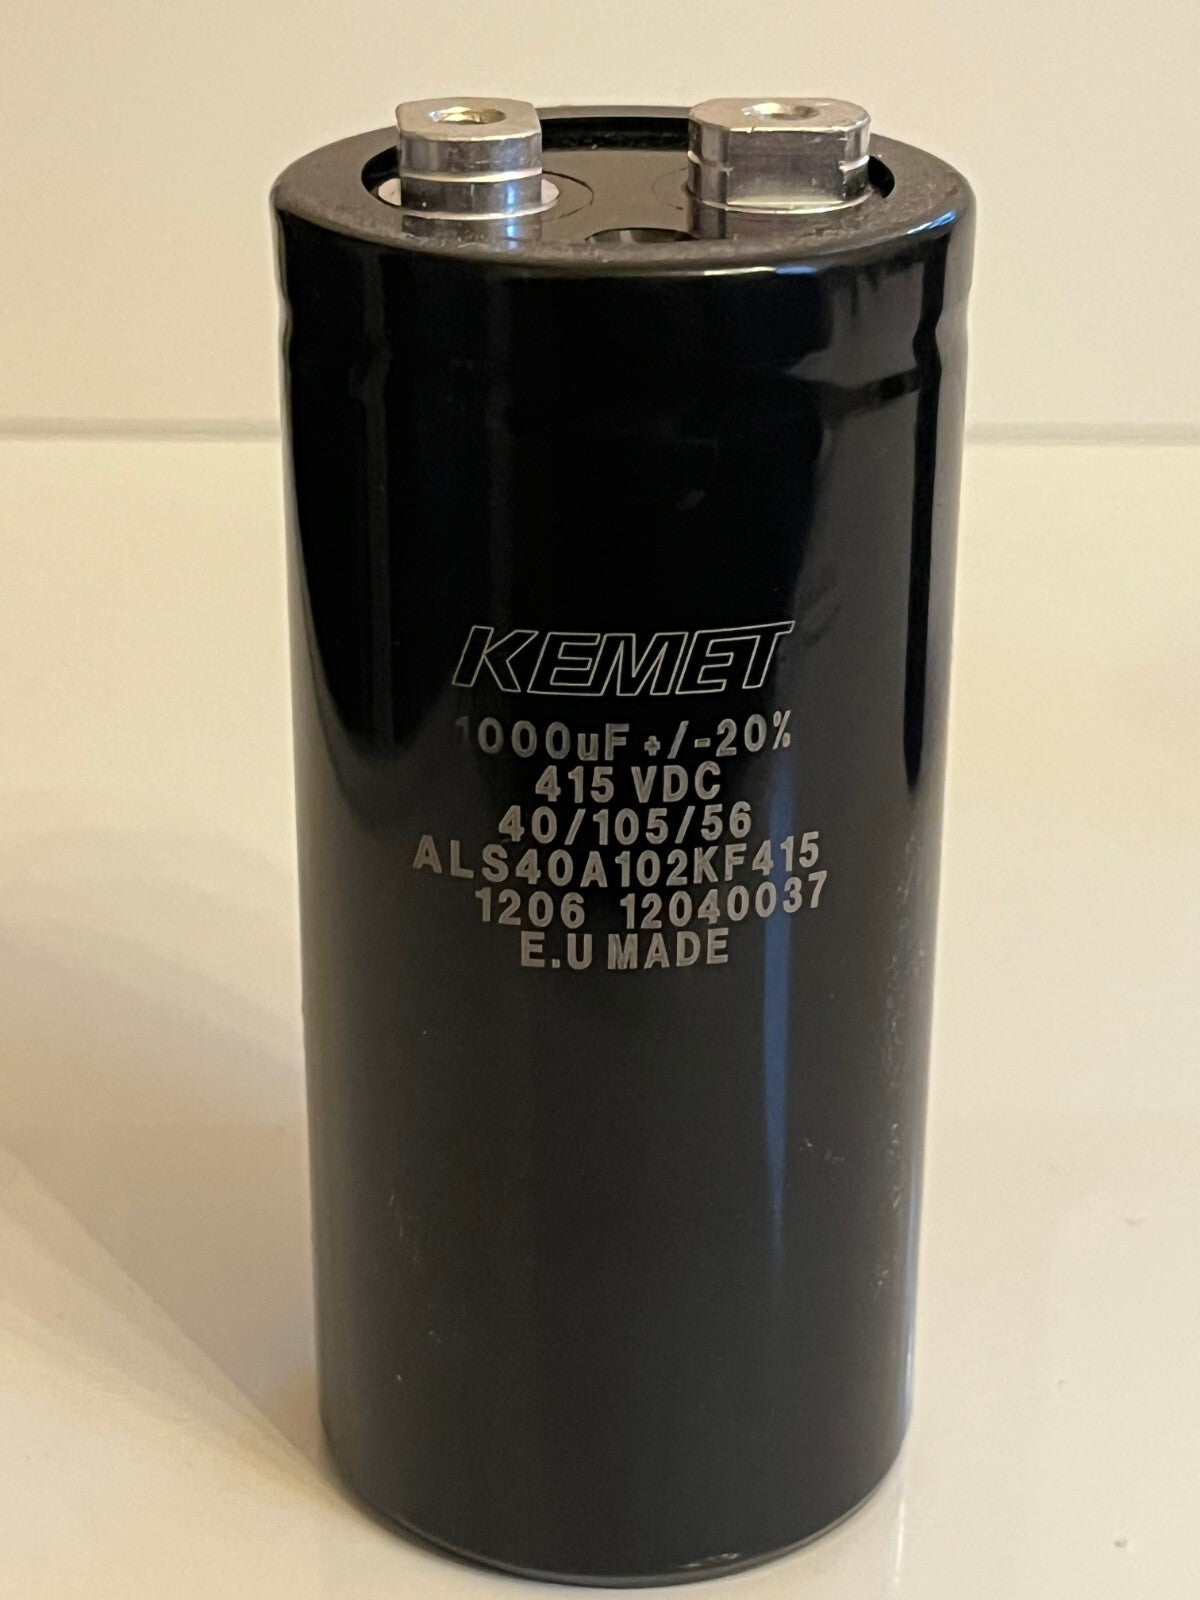 KEMET
1000uF +/-20%
415 VDC
40/105/56
ALS40A102KF415
1206 12040037
E.U MADE